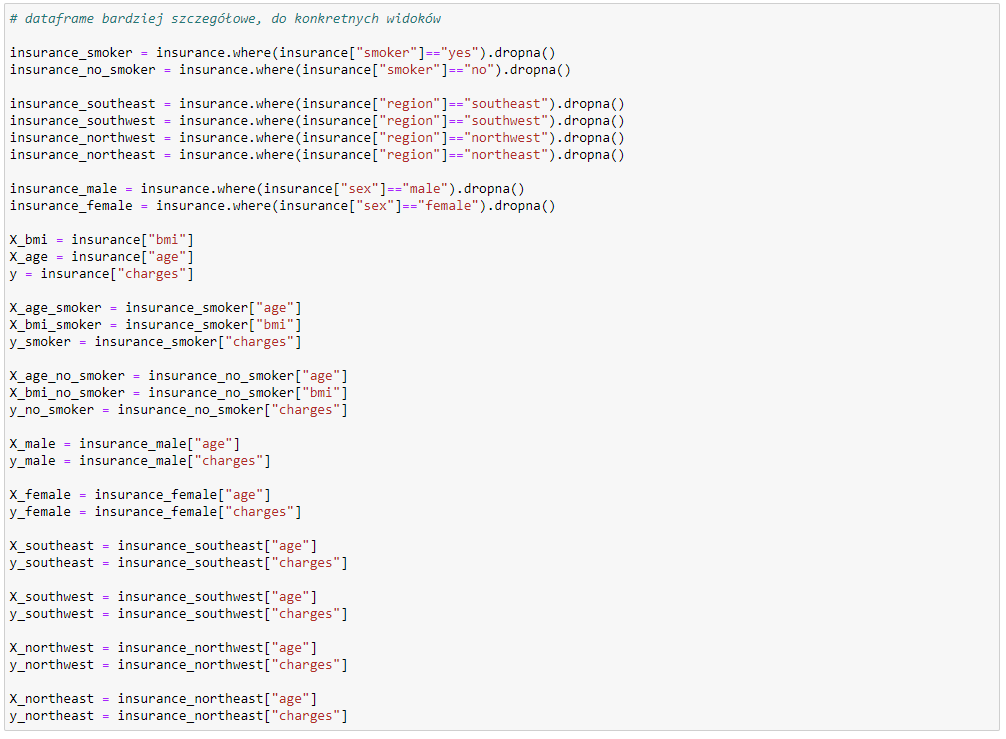 # dataframe bardziej szczegółowe, do konkretnych widoków
insurance_smoker = insurance.where(insurance["smoker"]=="yes").dropna()
insurance_no_smoker = insurance.where(insurance["smoker"]=="no").dropna()
insurance_southeast = insurance.where(insurance["region"]=="southeast").dropna()
insurance_southwest = insurance.where(insurance["region"]=="southwest").dropna()
insurance_northwest = insurance.where(insurance["region"]=="northwest").dropna()
insurance_northeast = insurance.where(insurance["region"]=="northeast").dropna()
insurance_male = insurance.where(insurance["sex"]=="male").dropna()
insurance_female = insurance.where(insurance["sex"]=="female").dropna()
X_bmi = insurance["bmi"]
X_age = insurance["age"]
y = insurance["charges"]
X_age_smoker = insurance_smoker["age"]
X_bmi_smoker = insurance_smoker["bmi"]
y_smoker = insurance_smoker["charges"]
X_age_no_smoker = insurance_no_smoker["age"]
X_bmi_no_smoker = insurance_no_smoker["bmi"]
y_no_smoker = insurance_no_smoker["charges"]
X_male = insurance_male["age"]
y_male = insurance_male["charges"]
X_female = insurance_female["age"]
y_female = insurance_female["charges"]
X_southeast = insurance_southeast["age"]
y_southeast = insurance_southeast["charges"]
X_southwest = insurance_southwest["age"]
y_southwest = insurance_southwest["charges"]
X_northwest = insurance_northwest["age"]
y_northwest = insurance_northwest["charges"]
X_northeast = insurance_northeast["age"]
y_northeast = insurance_northeast["charges"]